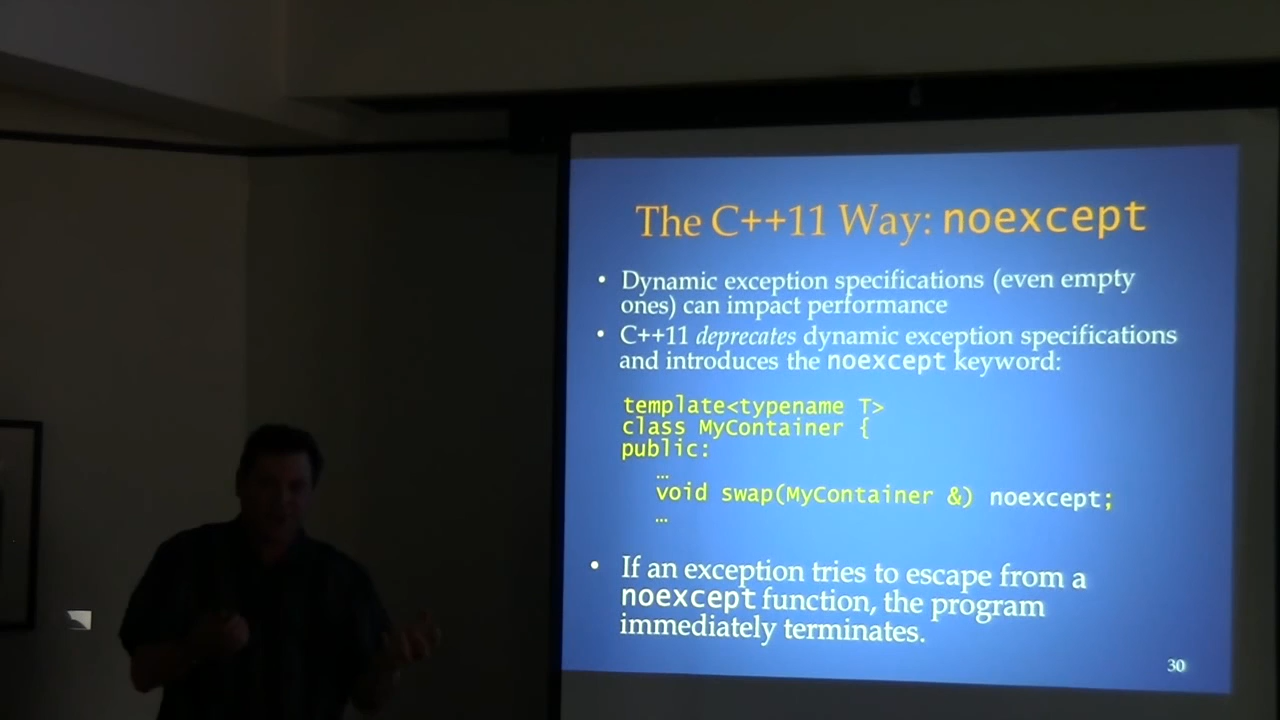 The C++11 Way: noexcept
• Dynamic exception specifications (even empty
ones) can impact performance
• C++11 deprecates dynamic exception specifications
and introduces the noexcept keyword:
template<typename T>
class MyContainer {
public:
…
void swap(MyContainer &) noexcept;
…
• If an exception tries to escape from a
noexcept function, the program
immediately terminates.
30